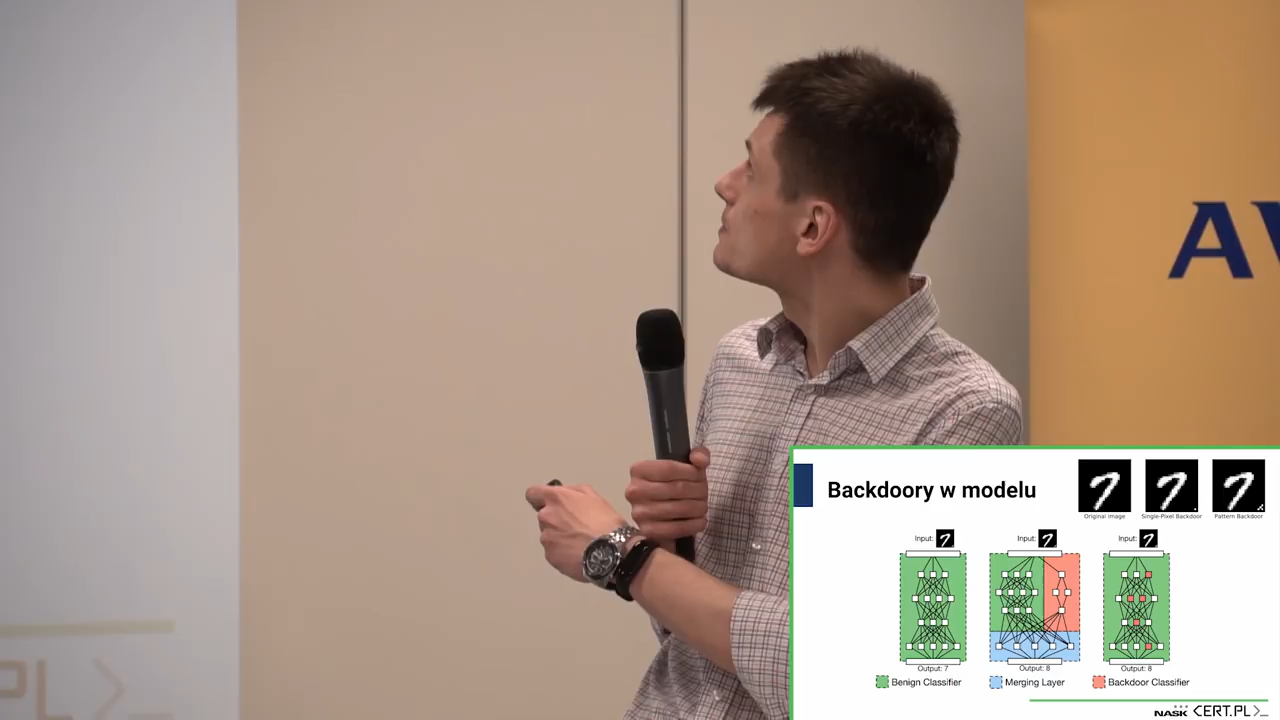 AV
PL>
Backdoory w modelu
Original Image
Single-Pixel Backdoor
Pattern Backdoor
Input:
Input:
Input:
Output: 7
Output: 8
Output: 8
Benign Classifier
Merging Layer
Backdoor Classifier
NASK CERT.PL>_